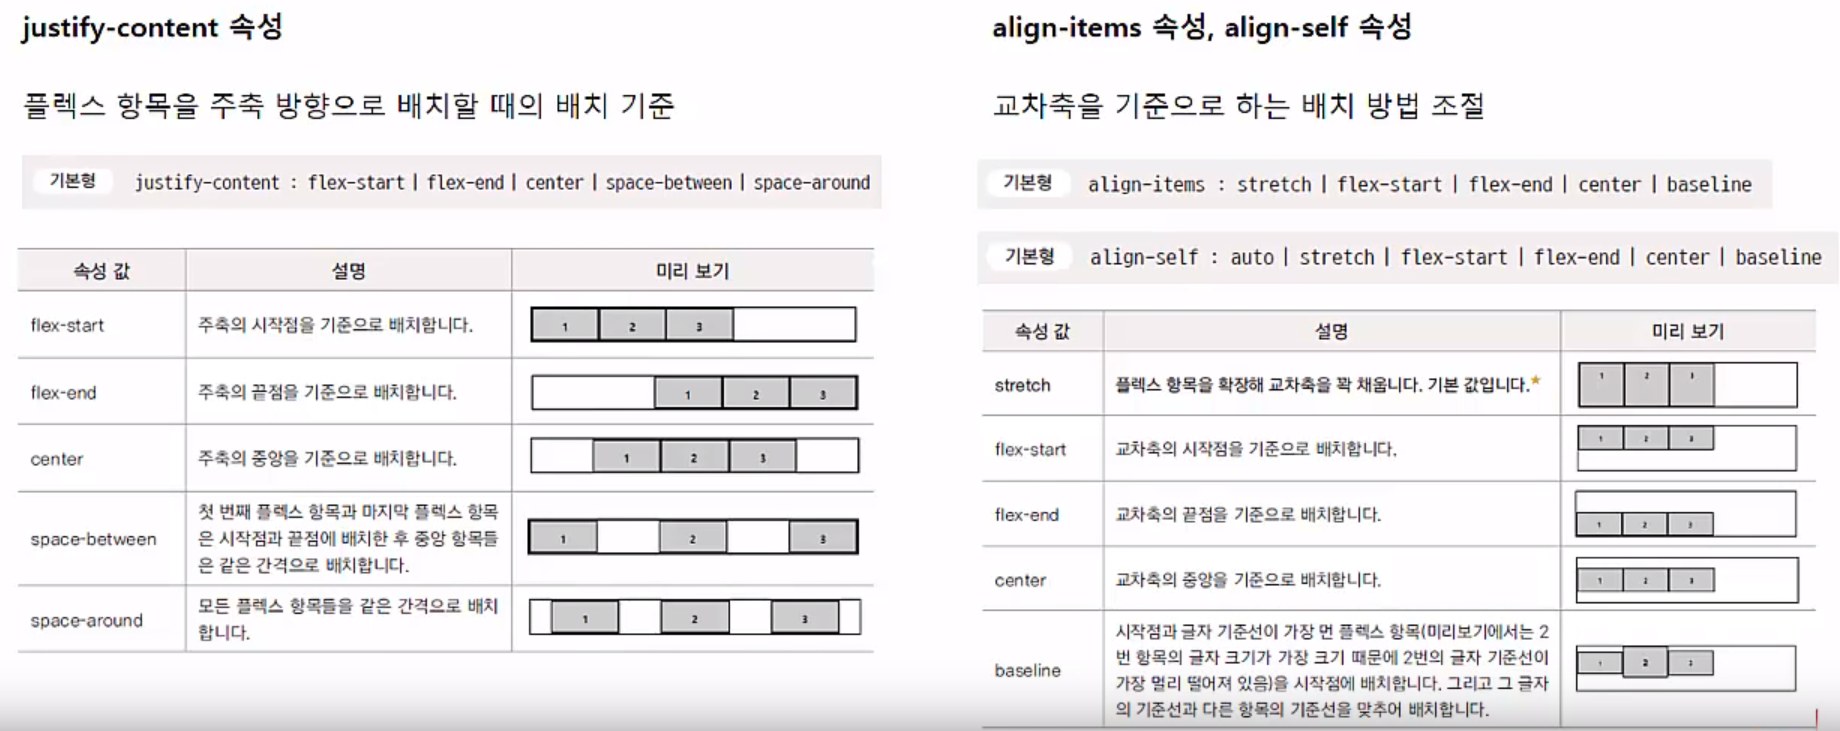 justify-content 속성
플렉스 항목을 주축 방향으로 배치할 때의 배치 기준
기본형 justify-content : flex-start | flex-end | center | space-between | space-around
속성 값 설명 미리 보기
flex-start 주축의 시작점을 기준으로 배치합니다. 1 2 3
flex-end 주축의 끝점을 기준으로 배치합니다. 1 2 3
center 주축의 중앙을 기준으로 배치합니다. 1 2 3
첫 번째 플렉스 항목과 마지막 플렉스 항목
space-between 은 시작점과 끝점에 배치한 후 중앙 항목들 1 2 3
은 같은 간격으로 배치합니다.
모든 플렉스 항목들을 같은 간격으로 배치
space-around 1 2 3
합니다.
align-items 속성, align-self 속성
교차축을 기준으로 하는 배치 방법 조절
기본형 align-items : stretch | flex-start | flex-end | center | baseline
기본형 align-self : auto | stretch | flex-start | flex-end | center | baseline
속성 값 설명 미리 보기
stretch 플렉스 항목을 확장해 교차축을 꽉 채웁니다. 기본 값입니다.★ 1 2 3
flex-start 교차축의 시작점을 기준으로 배치합니다. 1 2 3
flex-end 교차축의 끝점을 기준으로 배치합니다. 1 2 3
center 교차축의 중앙을 기준으로 배치합니다. 1 2 3
시작점과 글자 기준선이 가장 먼 플렉스 항목(미리보기에서는 2
번 항목의 글자 크기가 가장 크기 때문에 2번의 글자 기준선이
baseline 1 2 3
가장 멀리 떨어져 있음)을 시작점에 배치합니다. 그리고 그 글자
의 기준선과 다른 항목의 기준선을 맞추어 배치합니다.